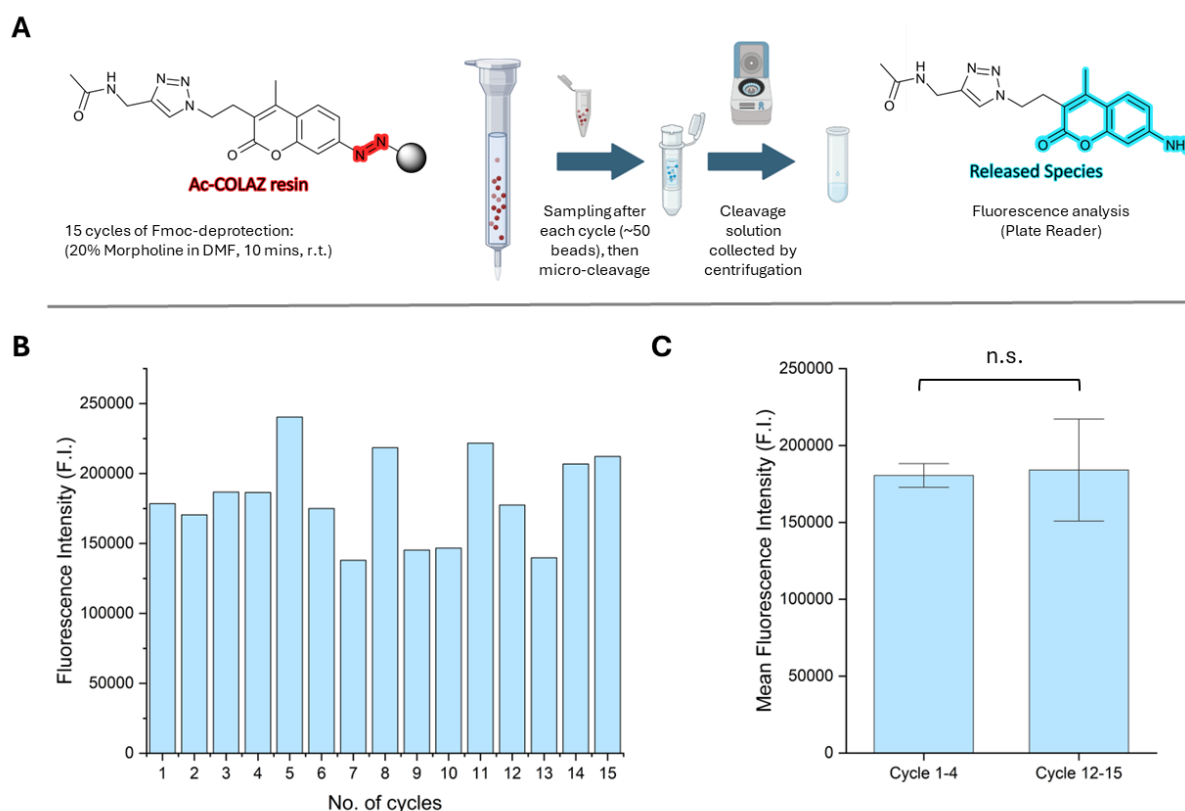 A
H
N
O
N
N
N
O
O
N
N
Ac-COLAZ resin
15 cycles of Fmoc-deprotection:
(20% Morpholine in DMF, 10 mins, r.t.)
Sampling after
each cycle (~50
beads), then
micro-cleavage
Cleavage
solution
collected by
centrifugation
H
N
O
N
N
N
O
O
NH
Released Species
Fluorescence analysis
(Plate Reader)
B
Fluorescence Intensity (F.I.)
250000
200000
150000
100000
50000
0
1 2 3 4 5 6 7 8 9 10 11 12 13 14 15
No. of cycles
C
n.s.
Mean Fluorescence Intensity (F.I.)
250000
200000
150000
100000
50000
0
Cycle 1-4 Cycle 12-15